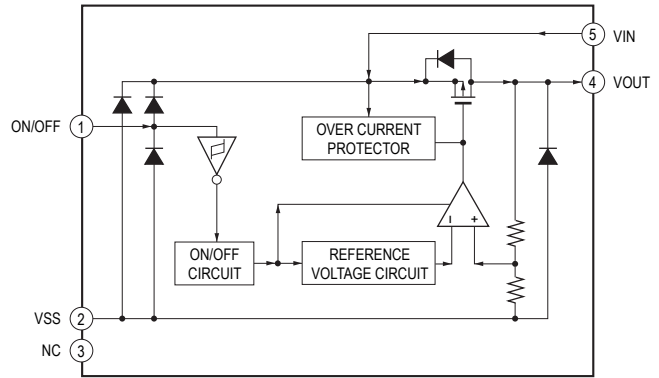 5 VIN
4 VOUT
ON/OFF 1
OVER CURRENT
PROTECTOR
- +
ON/OFF
CIRCUIT
REFERENCE
VOLTAGE CIRCUIT
VSS 2
NC 3